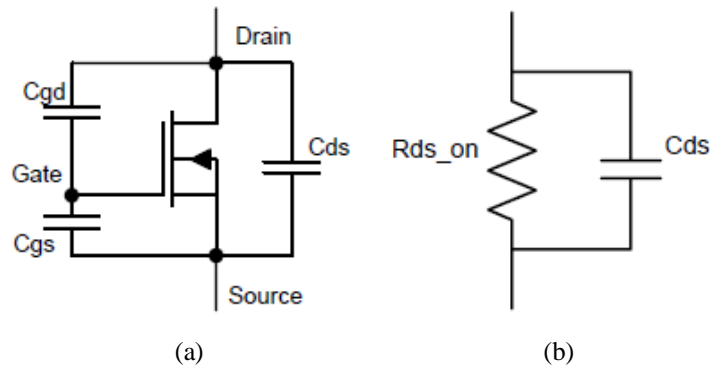 Drain
Cgd
Cds
Gate
Cgs
Source
(a)
Rds_on
Cds
(b)